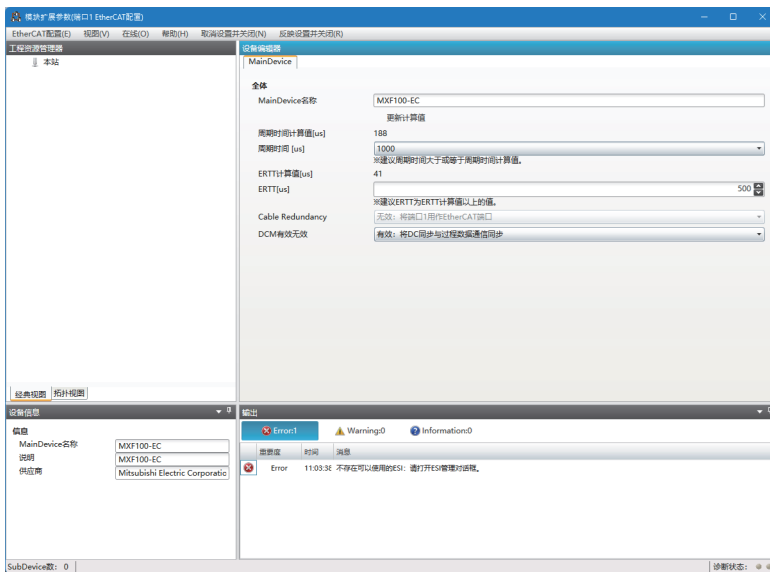 模块扩展参数(端口1 EtherCAT配置)
EtherCAT配置(E) 视图(V) 在线(O) 帮助(H) 取消设置并关闭(N) 反映设置并关闭(R)
工程资源管理器
本站
经典视图 拓扑视图
设备编辑器
MainDevice
全体
MainDevice名称 MXF100-EC
更新计算值
周期时间计算值[us] 188
周期时间 [us] 1000
※建议周期时间大于或等于周期时间计算值。
ERTT计算值[us] 41
ERTT[us] 500
※建议ERTT为ERTT计算值以上的值。
Cable Redundancy 无效：将端口1用作EtherCAT端口
DCM有效无效 有效：将DC同步与过程数据通信同步
设备信息
信息
MainDevice名称 MXF100-EC
说明 MXF100-EC
供应商 Mitsubishi Electric Corporatic
输出
Error:1 Warning:0 Information:0
重要度 时间 消息
Error 11:03:38 不存在可以使用的ESI：请打开ESI管理对话框。
SubDevice数： 0 诊断状态：